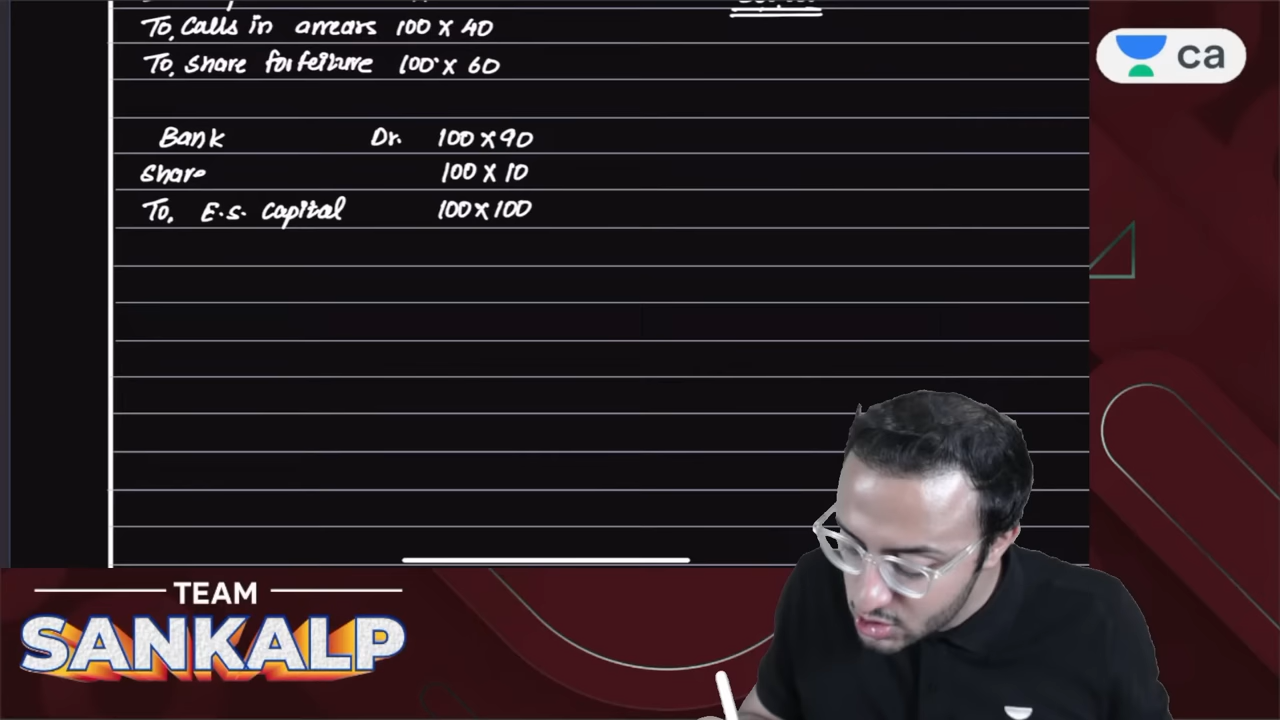 To, Calls in arrears 100 x 40
To, Share forfeiture 100 x 60
Bank Dr. 100 x 90
Share 100 x 10
To, E.S. Capital 100 x 100
ca
TEAM
SANKALP